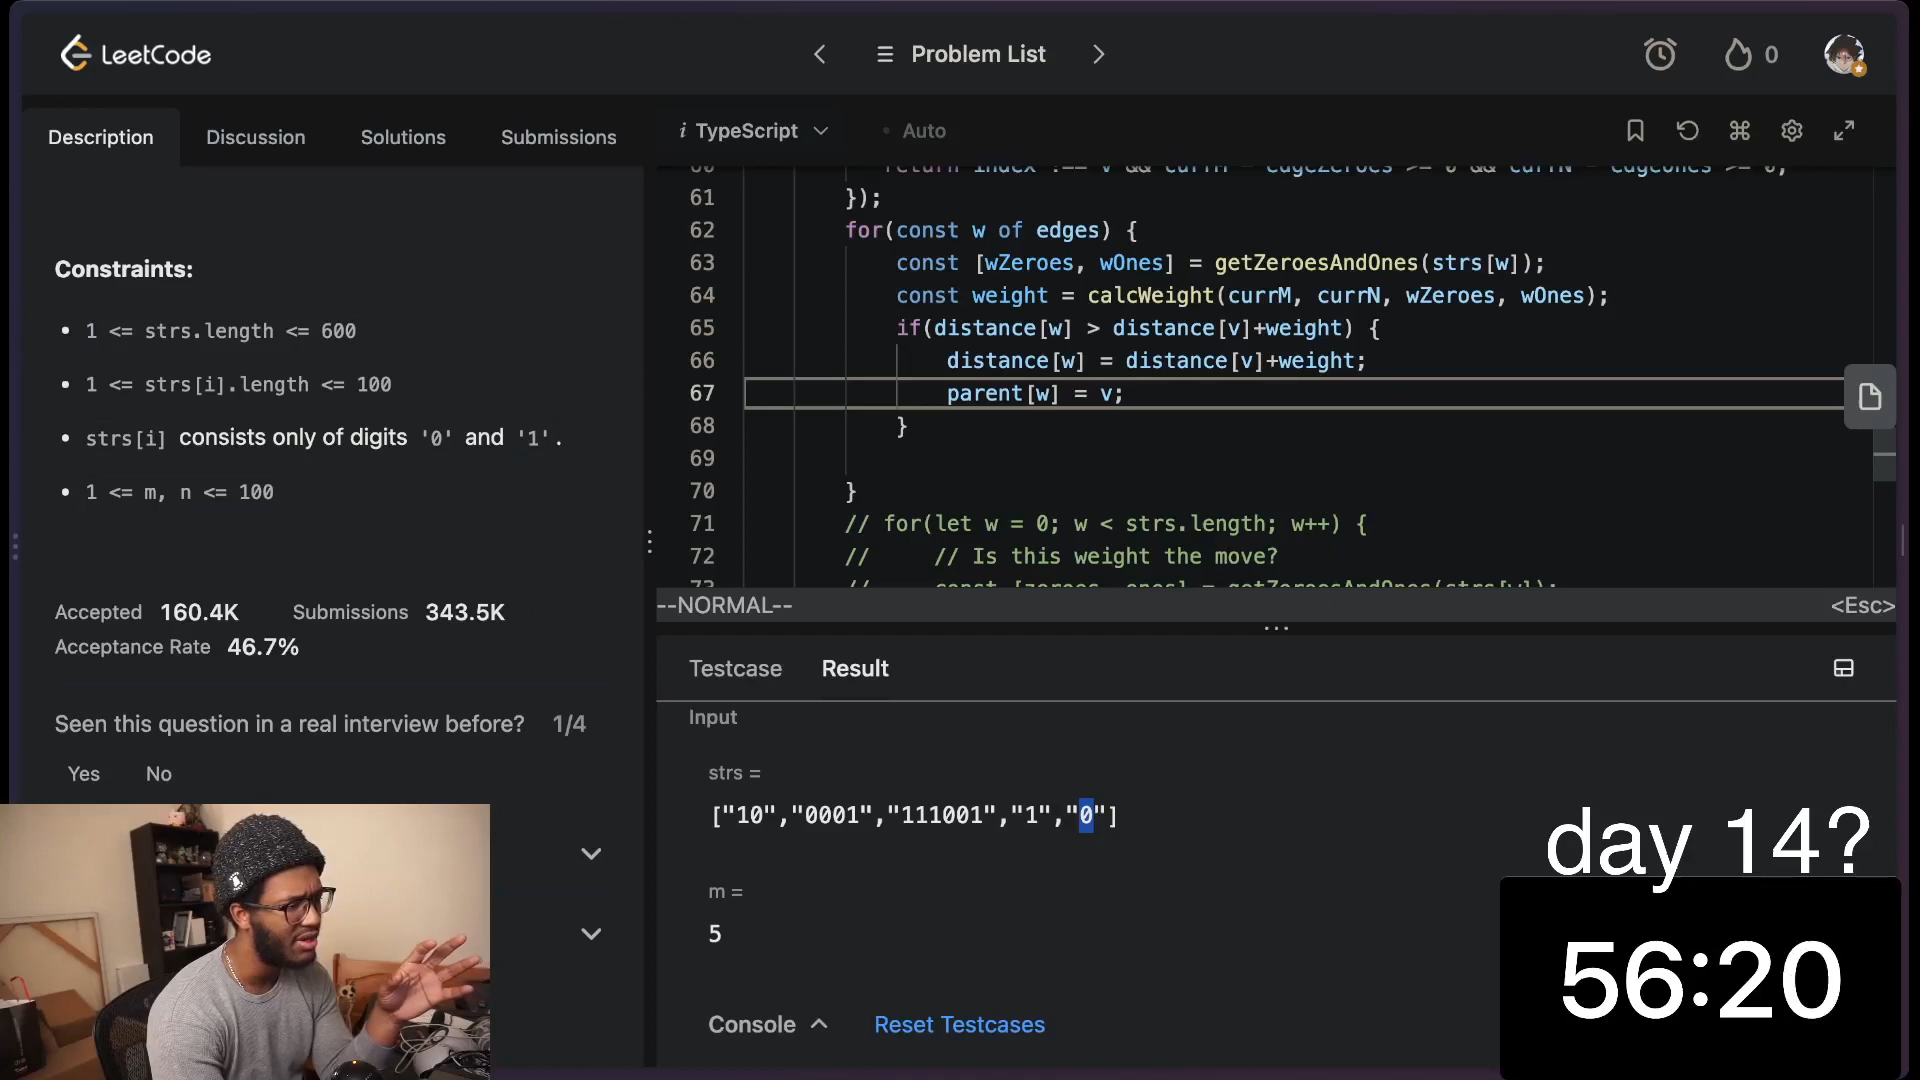 LeetCode
Problem List
0
Description
Discussion
Solutions
Submissions
i TypeScript
Auto
Constraints:
1 <= strs.length <= 600
1 <= strs[i].length <= 100
strs[i] consists only of digits '0' and '1'.
1 <= m, n <= 100
Accepted 160.4K Submissions 343.5K
Acceptance Rate 46.7%
Seen this question in a real interview before? 1/4
Yes No
61 });
62 for(const w of edges) {
63 const [wZeroes, wOnes] = getZeroesAndOnes(strs[w]);
64 const weight = calcWeight(currM, currN, wZeroes, wOnes);
65 if(distance[w] > distance[v]+weight) {
66 distance[w] = distance[v]+weight;
67 parent[w] = v;
68 }
69
70 }
71 // for(let w = 0; w < strs.length; w++) {
72 // // Is this weight the move?
73 // const [zeroes, ones] = getZeroesAndOnes(strs[w]);
--NORMAL-- <Esc>
Testcase Result
Input
strs =
["10","0001","111001","1","0"]
m =
5
Console Reset Testcases
day 14?
56:20